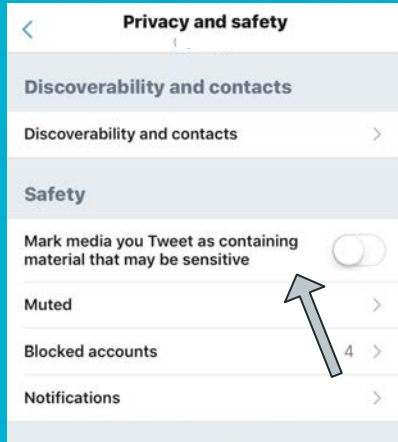 Privacy and safety
Discoverability and contacts
Discoverability and contacts
Safety
Mark media you Tweet as containing
material that may be sensitive
Muted
Blocked accounts 4
Notifications